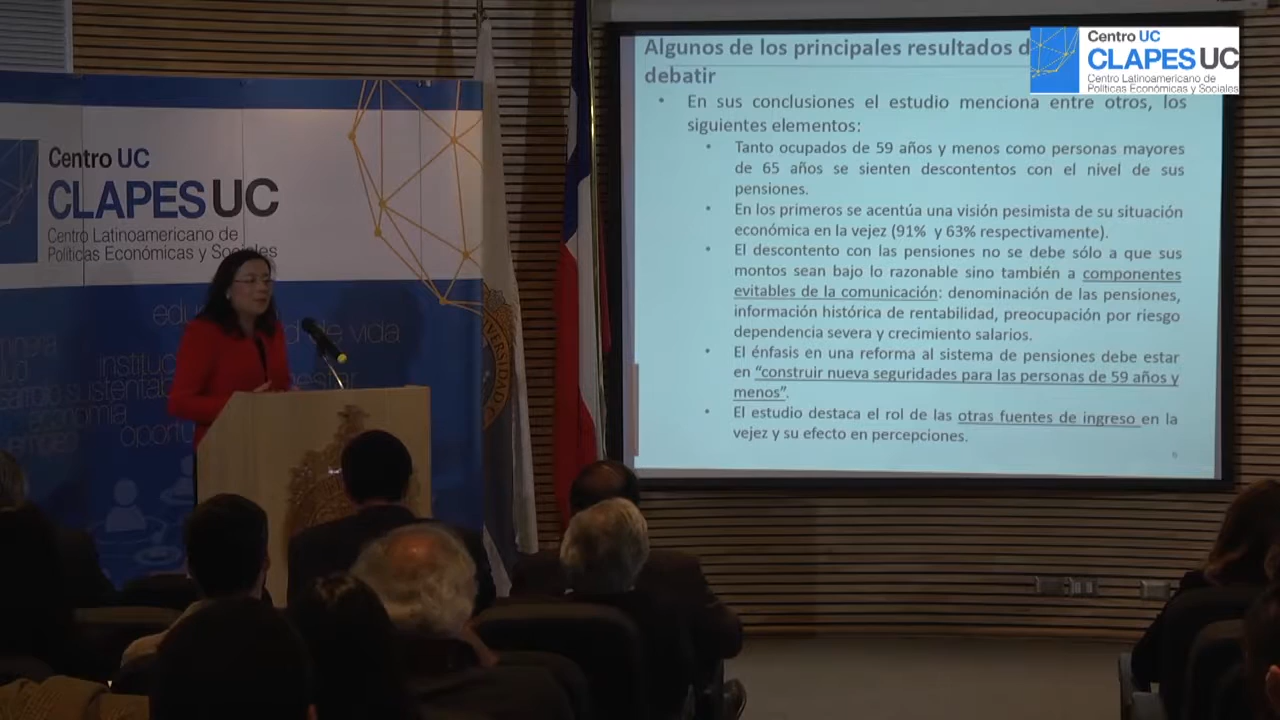 Centro UC
CLAPES UC
Centro Latinoamericano de
Políticas Económicas y Sociales
Algunos de los principales resultados
debatir
• En sus conclusiones el estudio menciona entre otros, los
siguientes elementos:
• Tanto ocupados de 59 años y menos como personas mayores
de 65 años se sienten descontentos con el nivel de sus
pensiones.
• En los primeros se acentúa una visión pesimista de su situación
económica en la vejez (91% y 63% respectivamente).
• El descontento con las pensiones no se debe sólo a que sus
montos sean bajo lo razonable sino también a componentes
evitables de la comunicación: denominación de las pensiones,
información histórica de rentabilidad, preocupación por riesgo
dependencia severa y crecimiento salarios.
• El énfasis en una reforma al sistema de pensiones debe estar
en “construir nueva seguridades para las personas de 59 años y
menos”.
• El estudio destaca el rol de las otras fuentes de ingreso en la
vejez y su efecto en percepciones.
6
Centro UC
CLAPES UC
Centro Latinoamericano de
Políticas Económicas y Sociales
de vida
economía